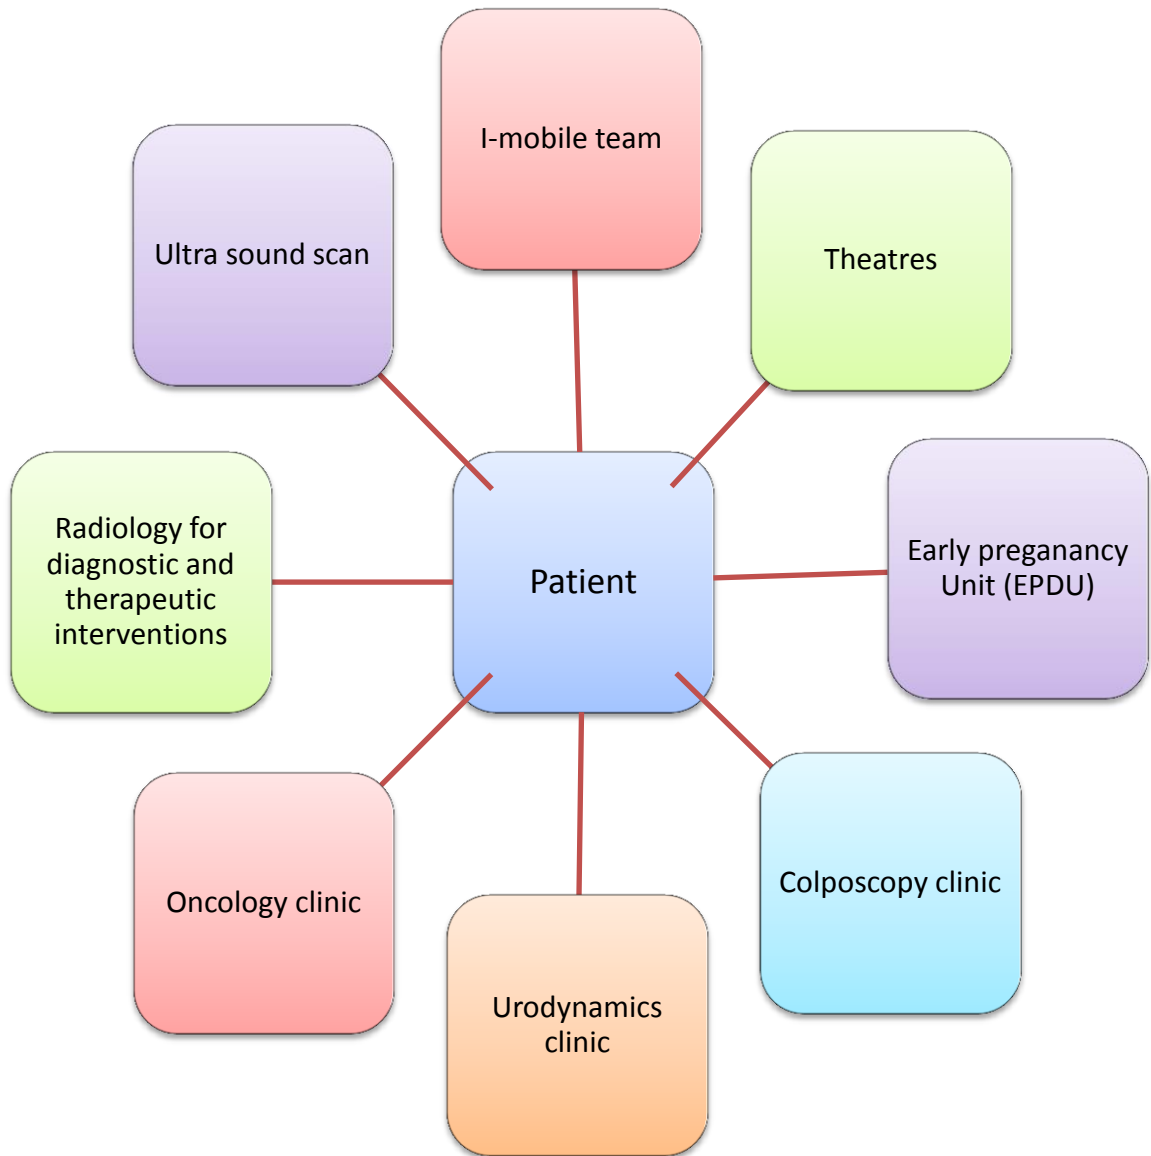 I-mobile team
Ultra sound scan
Theatres
Radiology for
diagnostic and
therapeutic
interventions
Patient
Early preganancy
Unit (EPDU)
Oncology clinic
Colposcopy clinic
Urodynamics
clinic